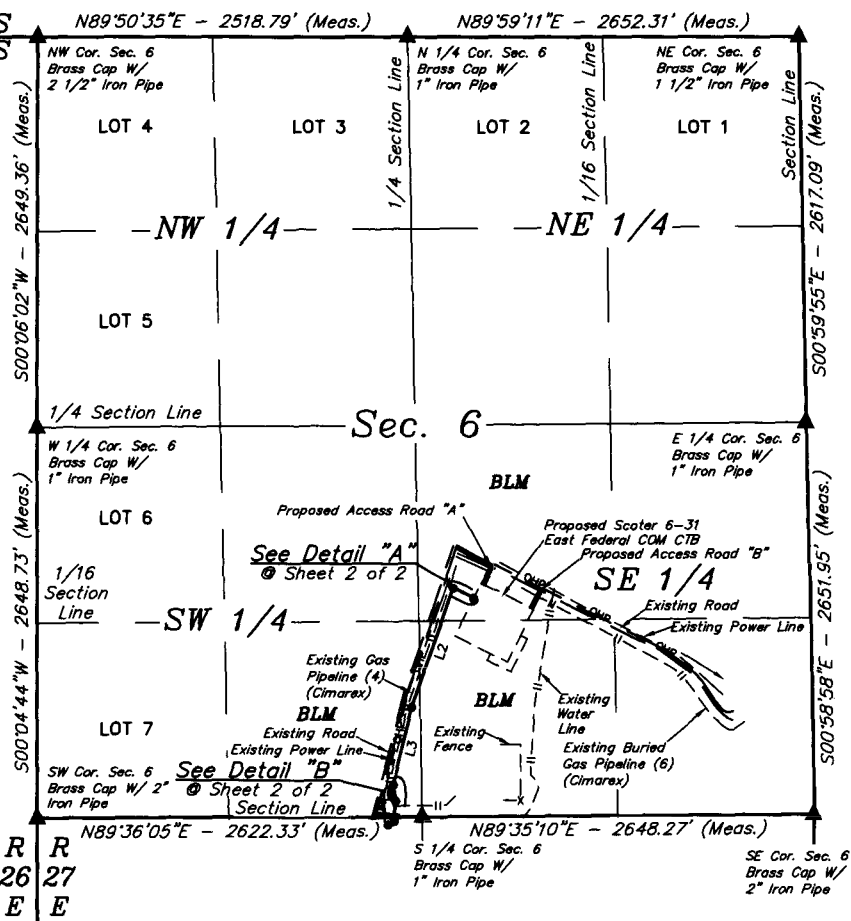 S
S
N89°50'35"E - 2518.79' (Meas.)
N89°59'11"E - 2652.31' (Meas.)
NW Cor. Sec. 6
Brass Cap W/
2 1/2" Iron Pipe
N 1/4 Cor. Sec. 6
Brass Cap W/
1" Iron Pipe
NE Cor. Sec. 6
Brass Cap W/
1 1/2" Iron Pipe
LOT 4
LOT 3
LOT 2
LOT 1
1/4 Section Line
1/16 Section Line
Section Line
S00°06'02"W - 2649.36' (Meas.)
S00°59'55"E - 2617.09' (Meas.)
NW 1/4
NE 1/4
LOT 5
1/4 Section Line
Sec. 6
W 1/4 Cor. Sec. 6
Brass Cap W/
1" Iron Pipe
E 1/4 Cor. Sec. 6
Brass Cap W/
1" Iron Pipe
BLM
LOT 6
Proposed Access Road "A"
Proposed Scoter 6-31
East Federal COM CTB
Proposed Access Road "B"
See Detail "A"
@ Sheet 2 of 2
SE 1/4
1/16
Section
Line
OHP
OHP
OHP
Existing Road
Existing Power Line
SW 1/4
S00°04'44"W - 2648.73' (Meas.)
S00°58'58"E - 2651.95' (Meas.)
L2
Existing Gas
Pipeline (4)
(Cimarex)
BLM
BLM
OHP
L3
LOT 7
Existing Road
Existing Power Line
Existing
Fence
Existing
Water
Line
Existing Buried
Gas Pipeline (6)
(Cimarex)
SW Cor. Sec. 6
Brass Cap W/ 2"
Iron Pipe
See Detail "B"
@ Sheet 2 of 2
Section Line
N89°36'05"E - 2622.33' (Meas.)
N89°35'10"E - 2648.27' (Meas.)
S 1/4 Cor. Sec. 6
Brass Cap W/
1" Iron Pipe
SE Cor. Sec. 6
Brass Cap W/
2" Iron Pipe
R R
26 27
E E